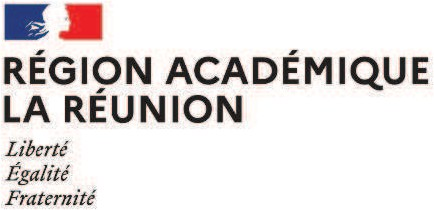 RÉGION ACADÉMIQUE
LA RÉUNION
Liberté
Égalité
Fraternité